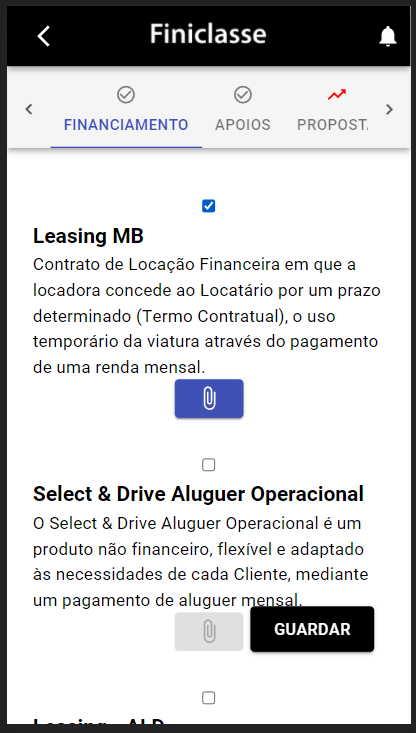 Finiclasse
FINANCIAMENTO
APOIOS
PROPOST
Leasing MB
Contrato de Locação Financeira em que a
locadora concede ao Locatário por um prazo
determinado (Termo Contratual), o uso
temporário da viatura através do pagamento
de uma renda mensal.
Select & Drive Aluguer Operacional
O Select & Drive Aluguer Operacional é um
produto não financeiro, flexível e adaptado
às necessidades de cada Cliente, mediante
um pagamento de aluguer mensal.
GUARDAR